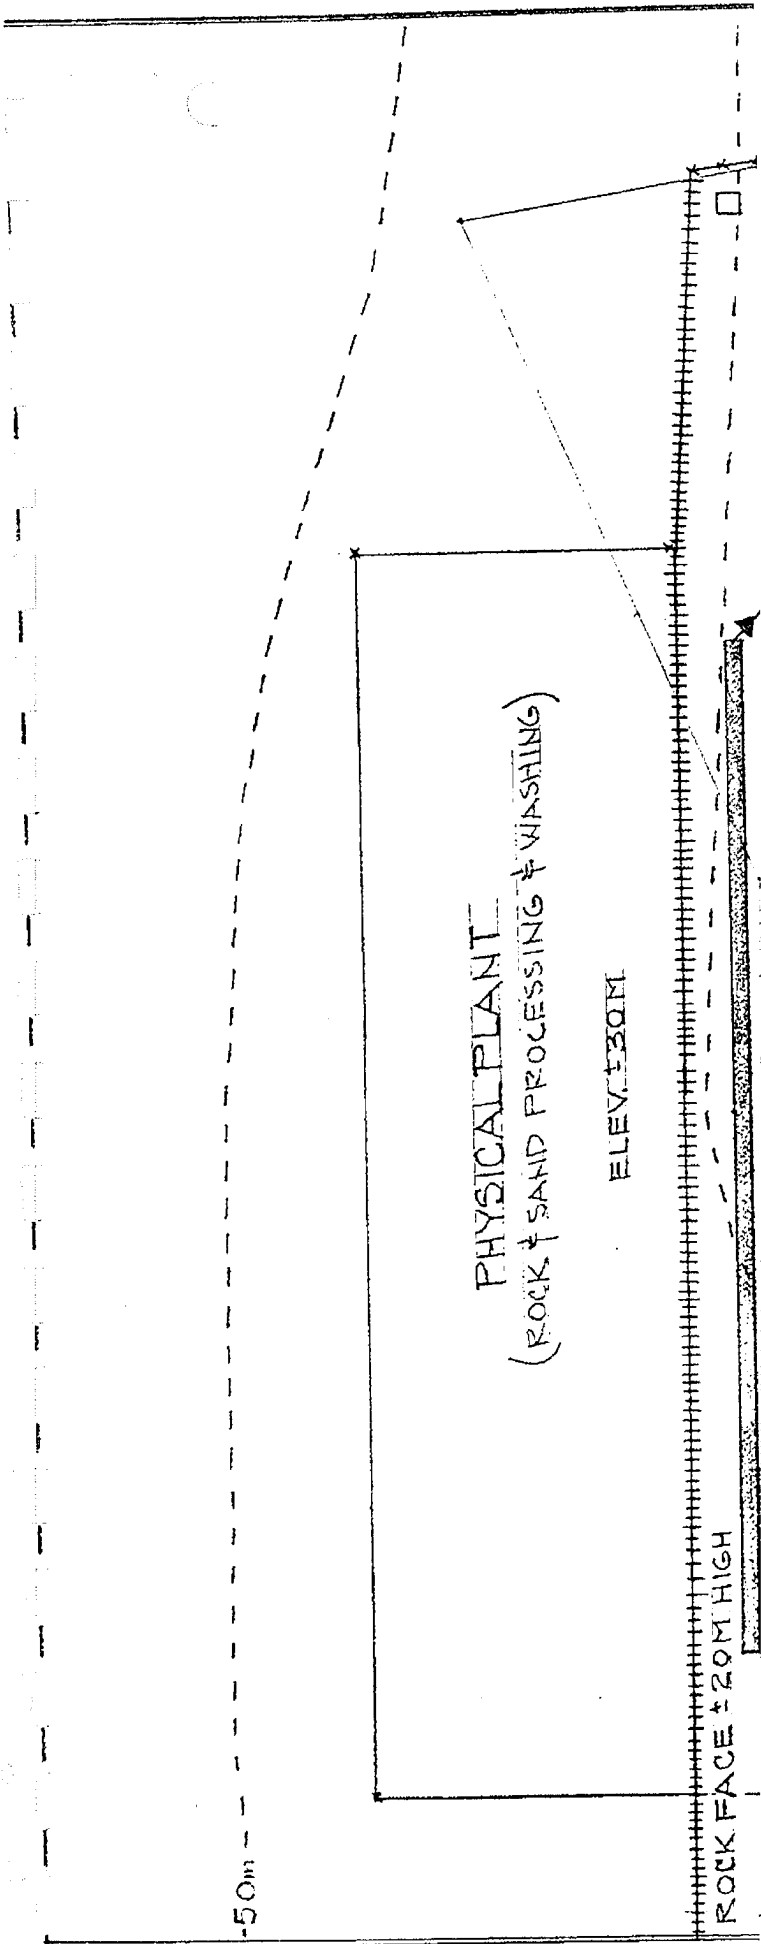 PHYSICAL PLANT
(ROCK & SAND PROCESSING & WASHING)
ELEV. ±30M
ROCK FACE ±20M HIGH
-50m-